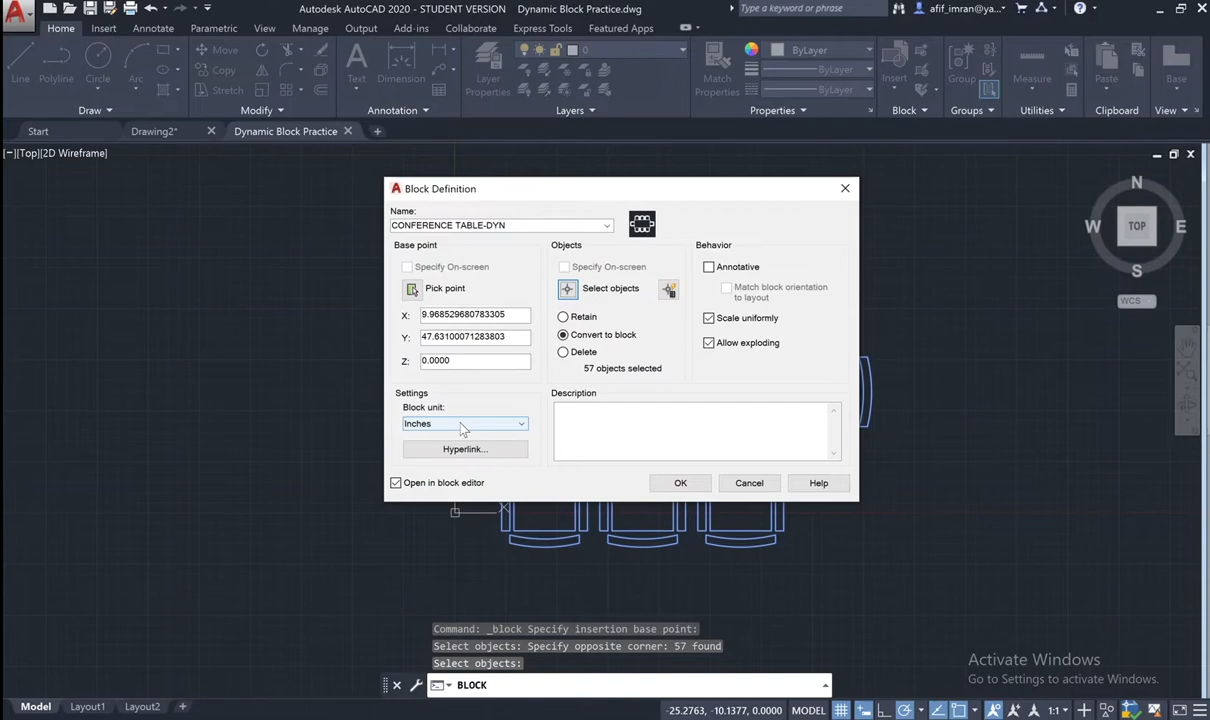 Autodesk AutoCAD 2020 - STUDENT VERSION Dynamic Block Practice.dwg
Type a keyword or phrase
afif_imran@ya...
Home Insert Annotate Parametric View Manage Output Add-ins Collaborate Express Tools Featured Apps
Line Polyline Circle Arc
Move
Copy
Stretch
Text Dimension
Layer Properties
0
Match Properties
ByLayer
ByLayer
ByLayer
Insert
Group
Measure
Paste
Base
Draw Modify Annotation Layers Properties Block Groups Utilities Clipboard View
Start Drawing2* Dynamic Block Practice
[−][Top][2D Wireframe]
N
W TOP E
S
WCS
Block Definition
Name:
CONFERENCE TABLE-DYN
Base point
Specify On-screen
Pick point
X: 9.968529680783305
Y: 47.63100071283803
Z: 0.0000
Objects
Specify On-screen
Select objects
Retain
Convert to block
Delete
57 objects selected
Behavior
Annotative
Match block orientation
to layout
Scale uniformly
Allow exploding
Settings
Block unit:
Inches
Hyperlink...
Description
Open in block editor
OK Cancel Help
Command: _block Specify insertion base point:
Select objects: Specify opposite corner: 57 found
Select objects:
BLOCK
Activate Windows
Go to Settings to activate Windows.
Model Layout1 Layout2
-25.2763, -10.1377, 0.0000 MODEL 1:1